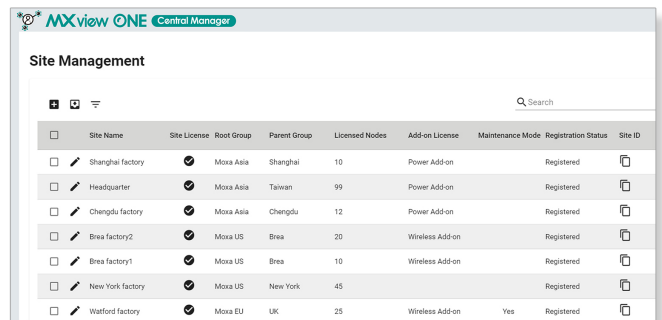 MXview ONE Central Manager
Site Management
Search
Site Name Site License Root Group Parent Group Licensed Nodes Add-on License Maintenance Mode Registration Status Site ID
Shanghai factory Moxa Asia Shanghai 10 Power Add-on Registered
Headquarter Moxa Asia Taiwan 99 Power Add-on Registered
Chengdu factory Moxa Asia Chengdu 12 Power Add-on Registered
Brea factory2 Moxa US Brea 20 Wireless Add-on Registered
Brea factory1 Moxa US Brea 10 Wireless Add-on Registered
New York factory Moxa US New York 45 Registered
Watford factory Moxa EU UK 25 Wireless Add-on Yes Registered